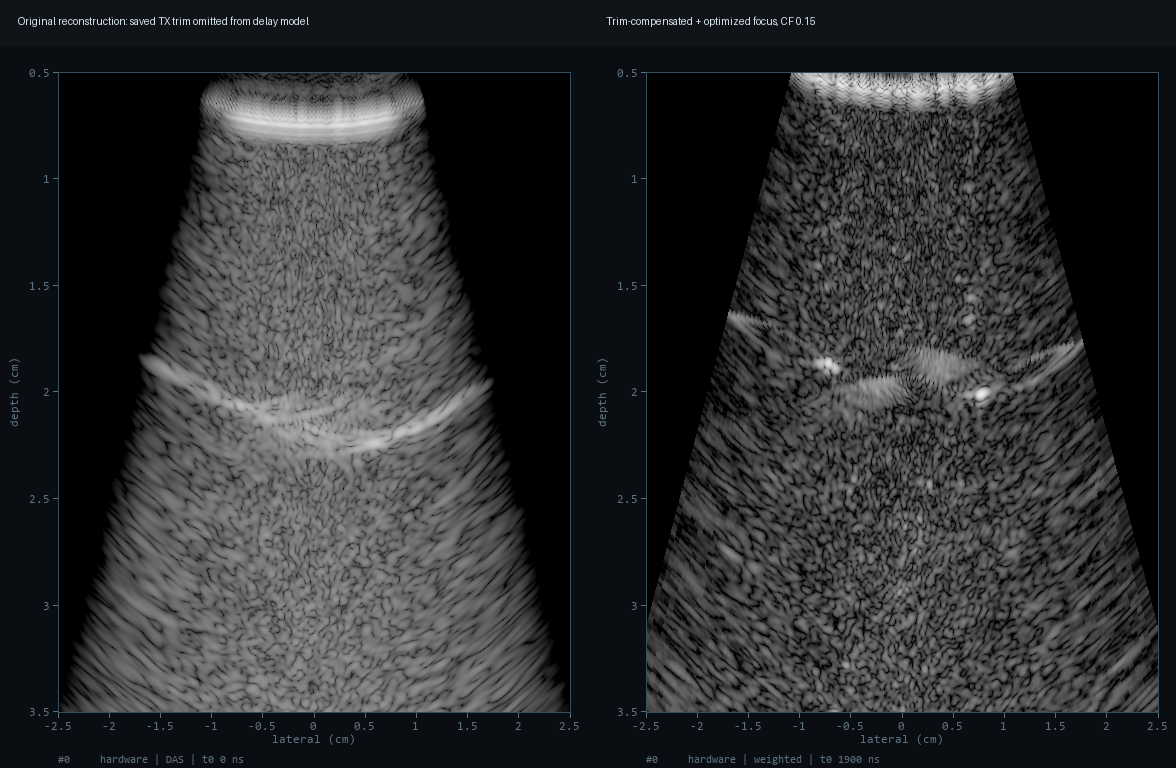 Original reconstruction: saved TX trim omitted from delay model
Trim-compensated + optimized focus, CF 0.15
0.5
1
1.5
2
2.5
3
3.5
depth (cm)
-2.5 -2 -1.5 -1 -0.5 0 0.5 1 1.5 2 2.5
lateral (cm)
#0 hardware | DAS | t0 0 ns
0.5
1
1.5
2
2.5
3
3.5
depth (cm)
-2.5 -2 -1.5 -1 -0.5 0 0.5 1 1.5 2 2.5
lateral (cm)
#0 hardware | weighted | t0 1900 ns